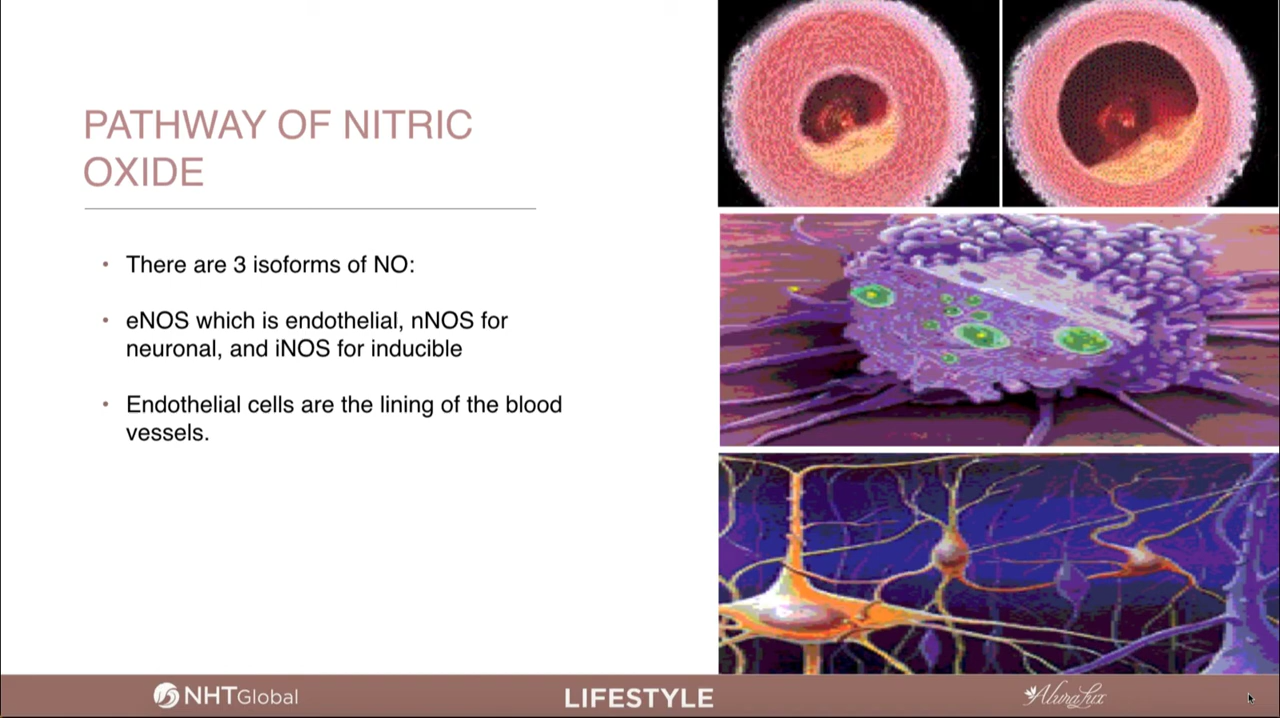 PATHWAY OF NITRIC
OXIDE
• There are 3 isoforms of NO:
• eNOS which is endothelial, nNOS for
neuronal, and iNOS for inducible
• Endothelial cells are the lining of the blood
vessels.
NHTGlobal
LIFESTYLE
AluraLux